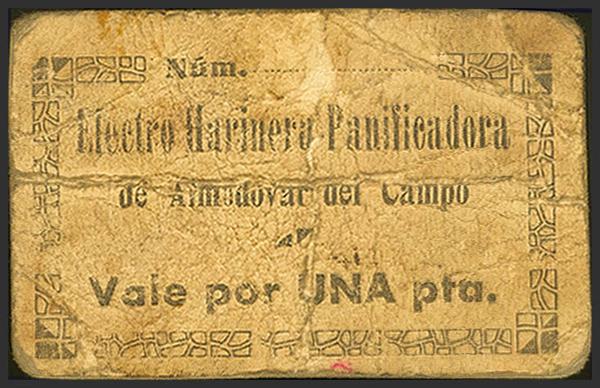 Núm.
Electro Harinera Panificadora
de Almodovar del Campo
Vale por UNA pta.